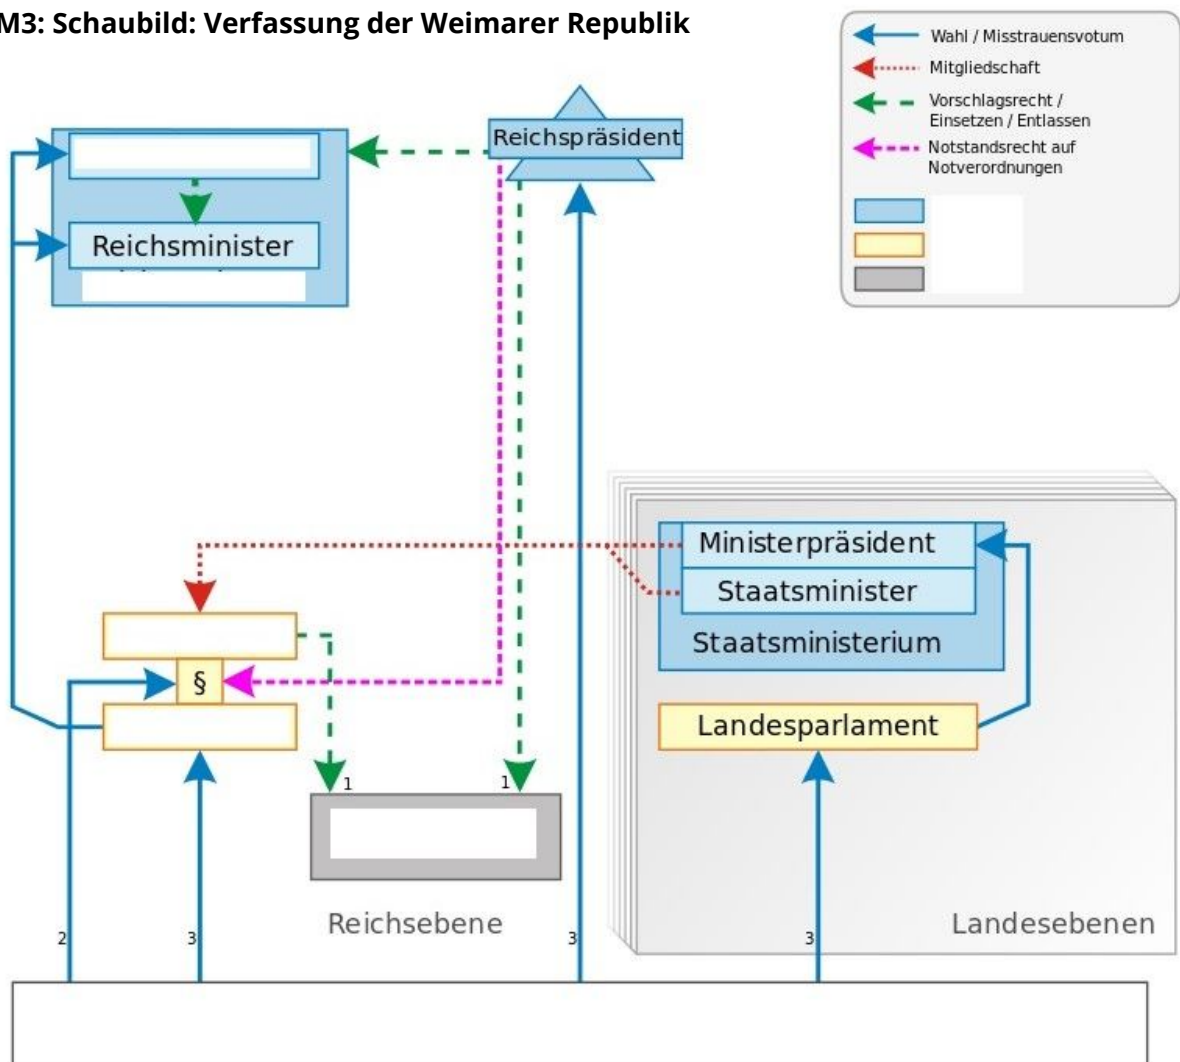 M3: Schaubild: Verfassung der Weimarer Republik
Wahl / Misstrauensvotum
Mitgliedschaft
Vorschlagsrecht /
Einsetzen / Entlassen
Notstandsrecht auf
Notverordnungen
Reichspräsident
Reichsminister
Ministerpräsident
Staatsminister
Staatsministerium
§
Landesparlament
1
1
Reichsebene
Landesebenen
2
3
3
3